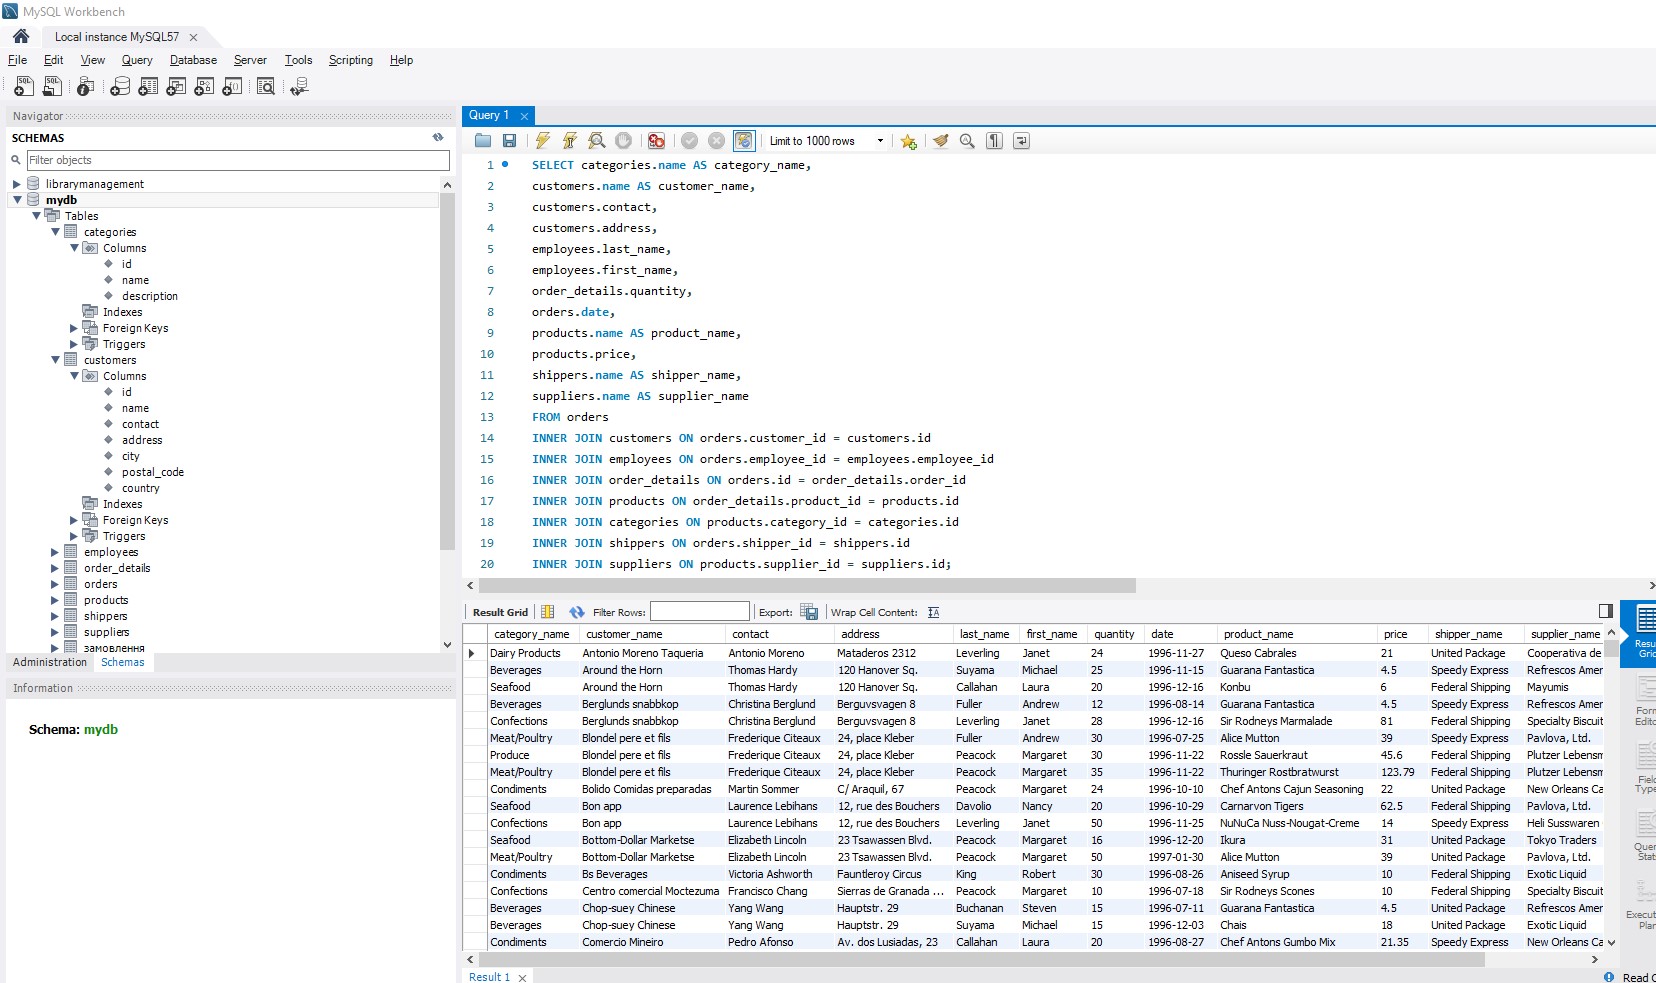 MySQL Workbench
Local instance MySQL57
File Edit View Query Database Server Tools Scripting Help
Navigator
SCHEMAS
Filter objects
librarymanagement
mydb
Tables
categories
Columns
id
name
description
Indexes
Foreign Keys
Triggers
customers
Columns
id
name
contact
address
city
postal_code
country
Indexes
Foreign Keys
Triggers
employees
order_details
orders
products
shippers
suppliers
замовлення
Administration Schemas
Information
Schema: mydb
Query 1
Limit to 1000 rows
1 SELECT categories.name AS category_name,
2 customers.name AS customer_name,
3 customers.contact,
4 customers.address,
5 employees.last_name,
6 employees.first_name,
7 order_details.quantity,
8 orders.date,
9 products.name AS product_name,
10 products.price,
11 shippers.name AS shipper_name,
12 suppliers.name AS supplier_name
13 FROM orders
14 INNER JOIN customers ON orders.customer_id = customers.id
15 INNER JOIN employees ON orders.employee_id = employees.employee_id
16 INNER JOIN order_details ON orders.id = order_details.order_id
17 INNER JOIN products ON order_details.product_id = products.id
18 INNER JOIN categories ON products.category_id = categories.id
19 INNER JOIN shippers ON orders.shipper_id = shippers.id
20 INNER JOIN suppliers ON products.supplier_id = suppliers.id;
Result Grid Filter Rows: Export: Wrap Cell Content:
category_name customer_name contact address last_name first_name quantity date product_name price shipper_name supplier_name
Dairy Products Antonio Moreno Taqueria Antonio Moreno Mataderos 2312 Leverling Janet 24 1996-11-27 Queso Cabrales 21 United Package Cooperativa de
Beverages Around the Horn Thomas Hardy 120 Hanover Sq. Suyama Michael 25 1996-11-15 Guarana Fantastica 4.5 Speedy Express Refrescos Amer
Seafood Around the Horn Thomas Hardy 120 Hanover Sq. Callahan Laura 20 1996-12-16 Konbu 6 Federal Shipping Mayumis
Beverages Berglunds snabbkop Christina Berglund Berguvsvagen 8 Fuller Andrew 12 1996-08-14 Guarana Fantastica 4.5 Speedy Express Refrescos Amer
Confections Berglunds snabbkop Christina Berglund Berguvsvagen 8 Leverling Janet 28 1996-12-16 Sir Rodneys Marmalade 81 Federal Shipping Specialty Biscuit
Meat/Poultry Blondel pere et fils Frederique Citeaux 24, place Kleber Fuller Andrew 30 1996-07-25 Alice Mutton 39 Speedy Express Pavlova, Ltd.
Produce Blondel pere et fils Frederique Citeaux 24, place Kleber Peacock Margaret 30 1996-11-22 Rossle Sauerkraut 45.6 Federal Shipping Plutzer Lebensm
Meat/Poultry Blondel pere et fils Frederique Citeaux 24, place Kleber Peacock Margaret 35 1996-11-22 Thuringer Rostbratwurst 123.79 Federal Shipping Plutzer Lebensm
Condiments Bolido Comidas preparadas Martin Sommer C/ Araquil, 67 Peacock Margaret 24 1996-10-10 Chef Antons Cajun Seasoning 22 United Package New Orleans Ca
Seafood Bon app Laurence Lebihans 12, rue des Bouchers Davolio Nancy 20 1996-10-29 Carnarvon Tigers 62.5 Federal Shipping Pavlova, Ltd.
Confections Bon app Laurence Lebihans 12, rue des Bouchers Leverling Janet 50 1996-11-25 NuNuCa Nuss-Nougat-Creme 14 Speedy Express Heli Susswaren
Seafood Bottom-Dollar Marketse Elizabeth Lincoln 23 Tsawassen Blvd. Peacock Margaret 16 1996-12-20 Ikura 31 United Package Tokyo Traders
Meat/Poultry Bottom-Dollar Marketse Elizabeth Lincoln 23 Tsawassen Blvd. Peacock Margaret 50 1997-01-30 Alice Mutton 39 United Package Pavlova, Ltd.
Condiments Bs Beverages Victoria Ashworth Fauntleroy Circus King Robert 30 1996-08-26 Aniseed Syrup 10 Federal Shipping Exotic Liquid
Confections Centro comercial Moctezuma Francisco Chang Sierras de Granada ... Peacock Margaret 10 1996-07-18 Sir Rodneys Scones 10 Federal Shipping Specialty Biscuit
Beverages Chop-suey Chinese Yang Wang Hauptstr. 29 Buchanan Steven 15 1996-07-11 Guarana Fantastica 4.5 United Package Refrescos Amer
Beverages Chop-suey Chinese Yang Wang Hauptstr. 29 Suyama Michael 15 1996-12-03 Chais 18 United Package Exotic Liquid
Condiments Comercio Mineiro Pedro Afonso Av. dos Lusiadas, 23 Callahan Laura 20 1996-08-27 Chef Antons Gumbo Mix 21.35 Speedy Express New Orleans Ca
Result 1
Read